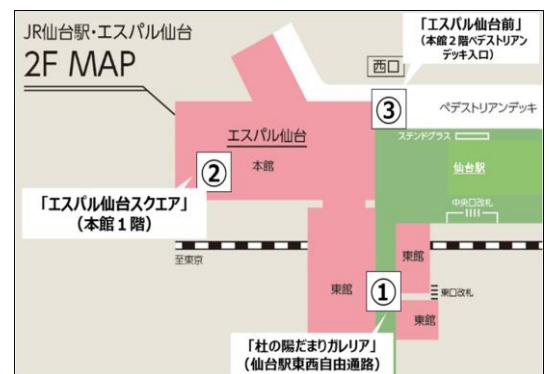 JR仙台駅・エスパル仙台
2F MAP
「エスパル仙台前」
(本館2階ペデストリアン
デッキ入口)
西口
③
ペデストリアンデッキ
ステンドグラス
エスパル仙台
本館
②
仙台駅
「エスパル仙台スクエア」
(本館1階)
中央口改札
至東京
東館
東館
①
東口改札
東館
「杜の陽だまりガレリア」
(仙台駅東西自由通路)